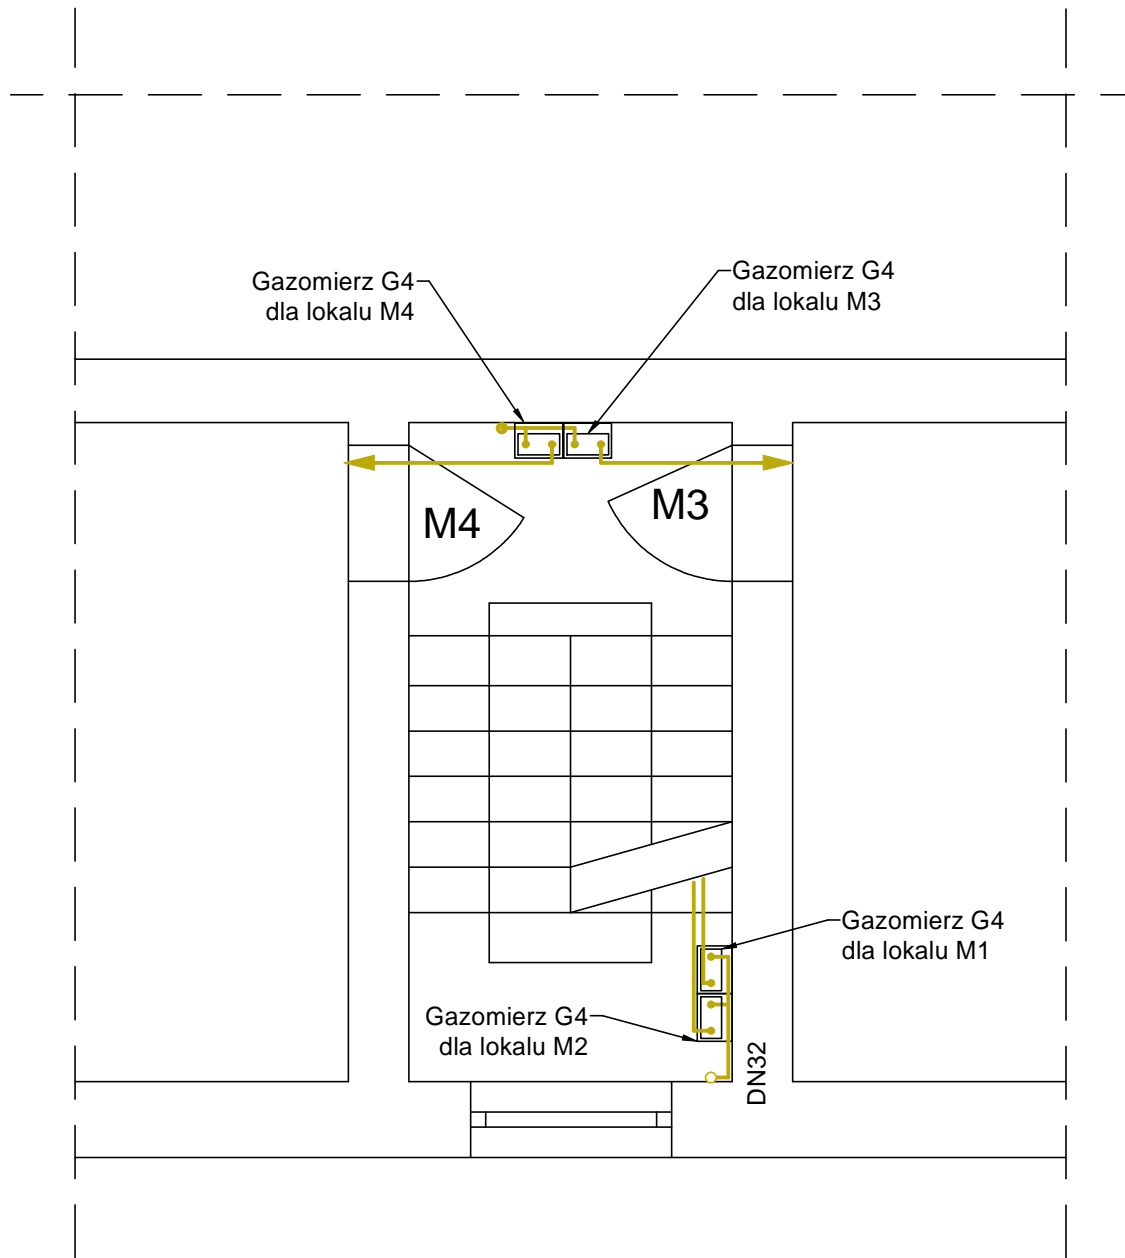 Gazomierz G4
dla lokalu M4
Gazomierz G4
dla lokalu M3
M4
M3
Gazomierz G4
dla lokalu M1
Gazomierz G4
dla lokalu M2
DN32